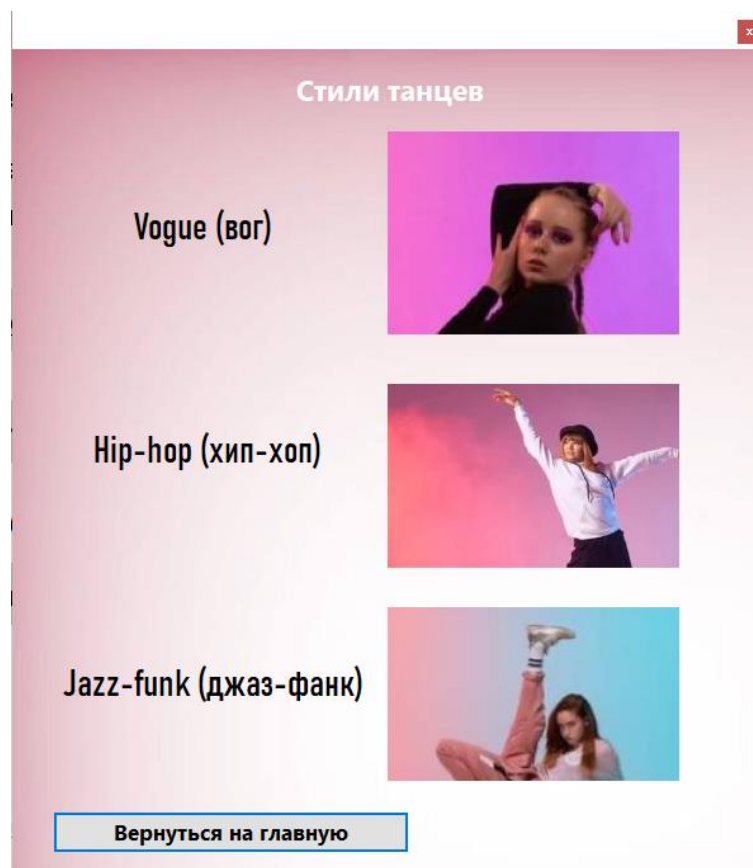 x
Стили танцев
Vogue (вог)
Hip-hop (хип-хоп)
Jazz-funk (джаз-фанк)
Вернуться на главную